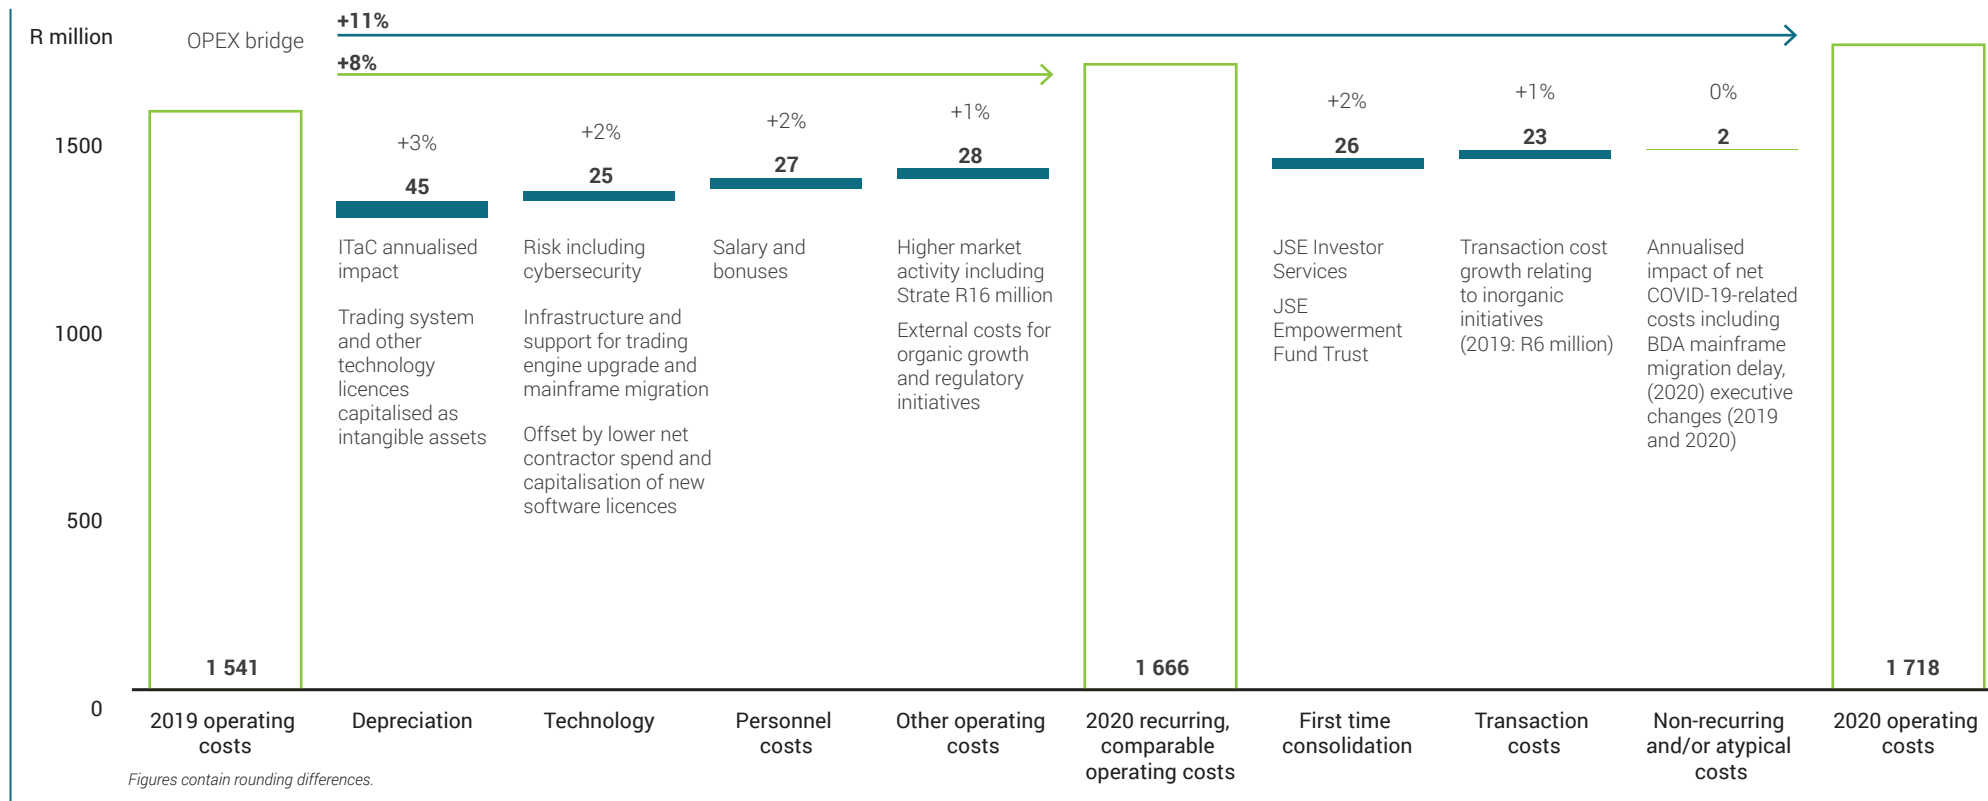 R million
OPEX bridge
+11%
+8%
1500
1000
500
0
+3%
45
+2%
25
+2%
27
+1%
28
+2%
26
+1%
23
0%
2
ITaC annualised
impact
Trading system
and other
technology
licences
capitalised as
intangible assets
Risk including
cybersecurity
Infrastructure and
support for trading
engine upgrade and
mainframe migration
Offset by lower net
contractor spend and
capitalisation of new
software licences
Salary and
bonuses
Higher market
activity including
Strate R16 million
External costs for
organic growth
and regulatory
initiatives
JSE Investor
Services
JSE
Empowerment
Fund Trust
Transaction cost
growth relating
to inorganic
initiatives
(2019: R6 million)
Annualised
impact of net
COVID-19-related
costs including
BDA mainframe
migration delay,
(2020) executive
changes (2019
and 2020)
1 541
1 666
1 718
2019 operating
costs
Depreciation
Technology
Personnel
costs
Other operating
costs
2020 recurring,
comparable
operating costs
First time
consolidation
Transaction
costs
Non-recurring
and/or atypical
costs
2020 operating
costs
Figures contain rounding differences.